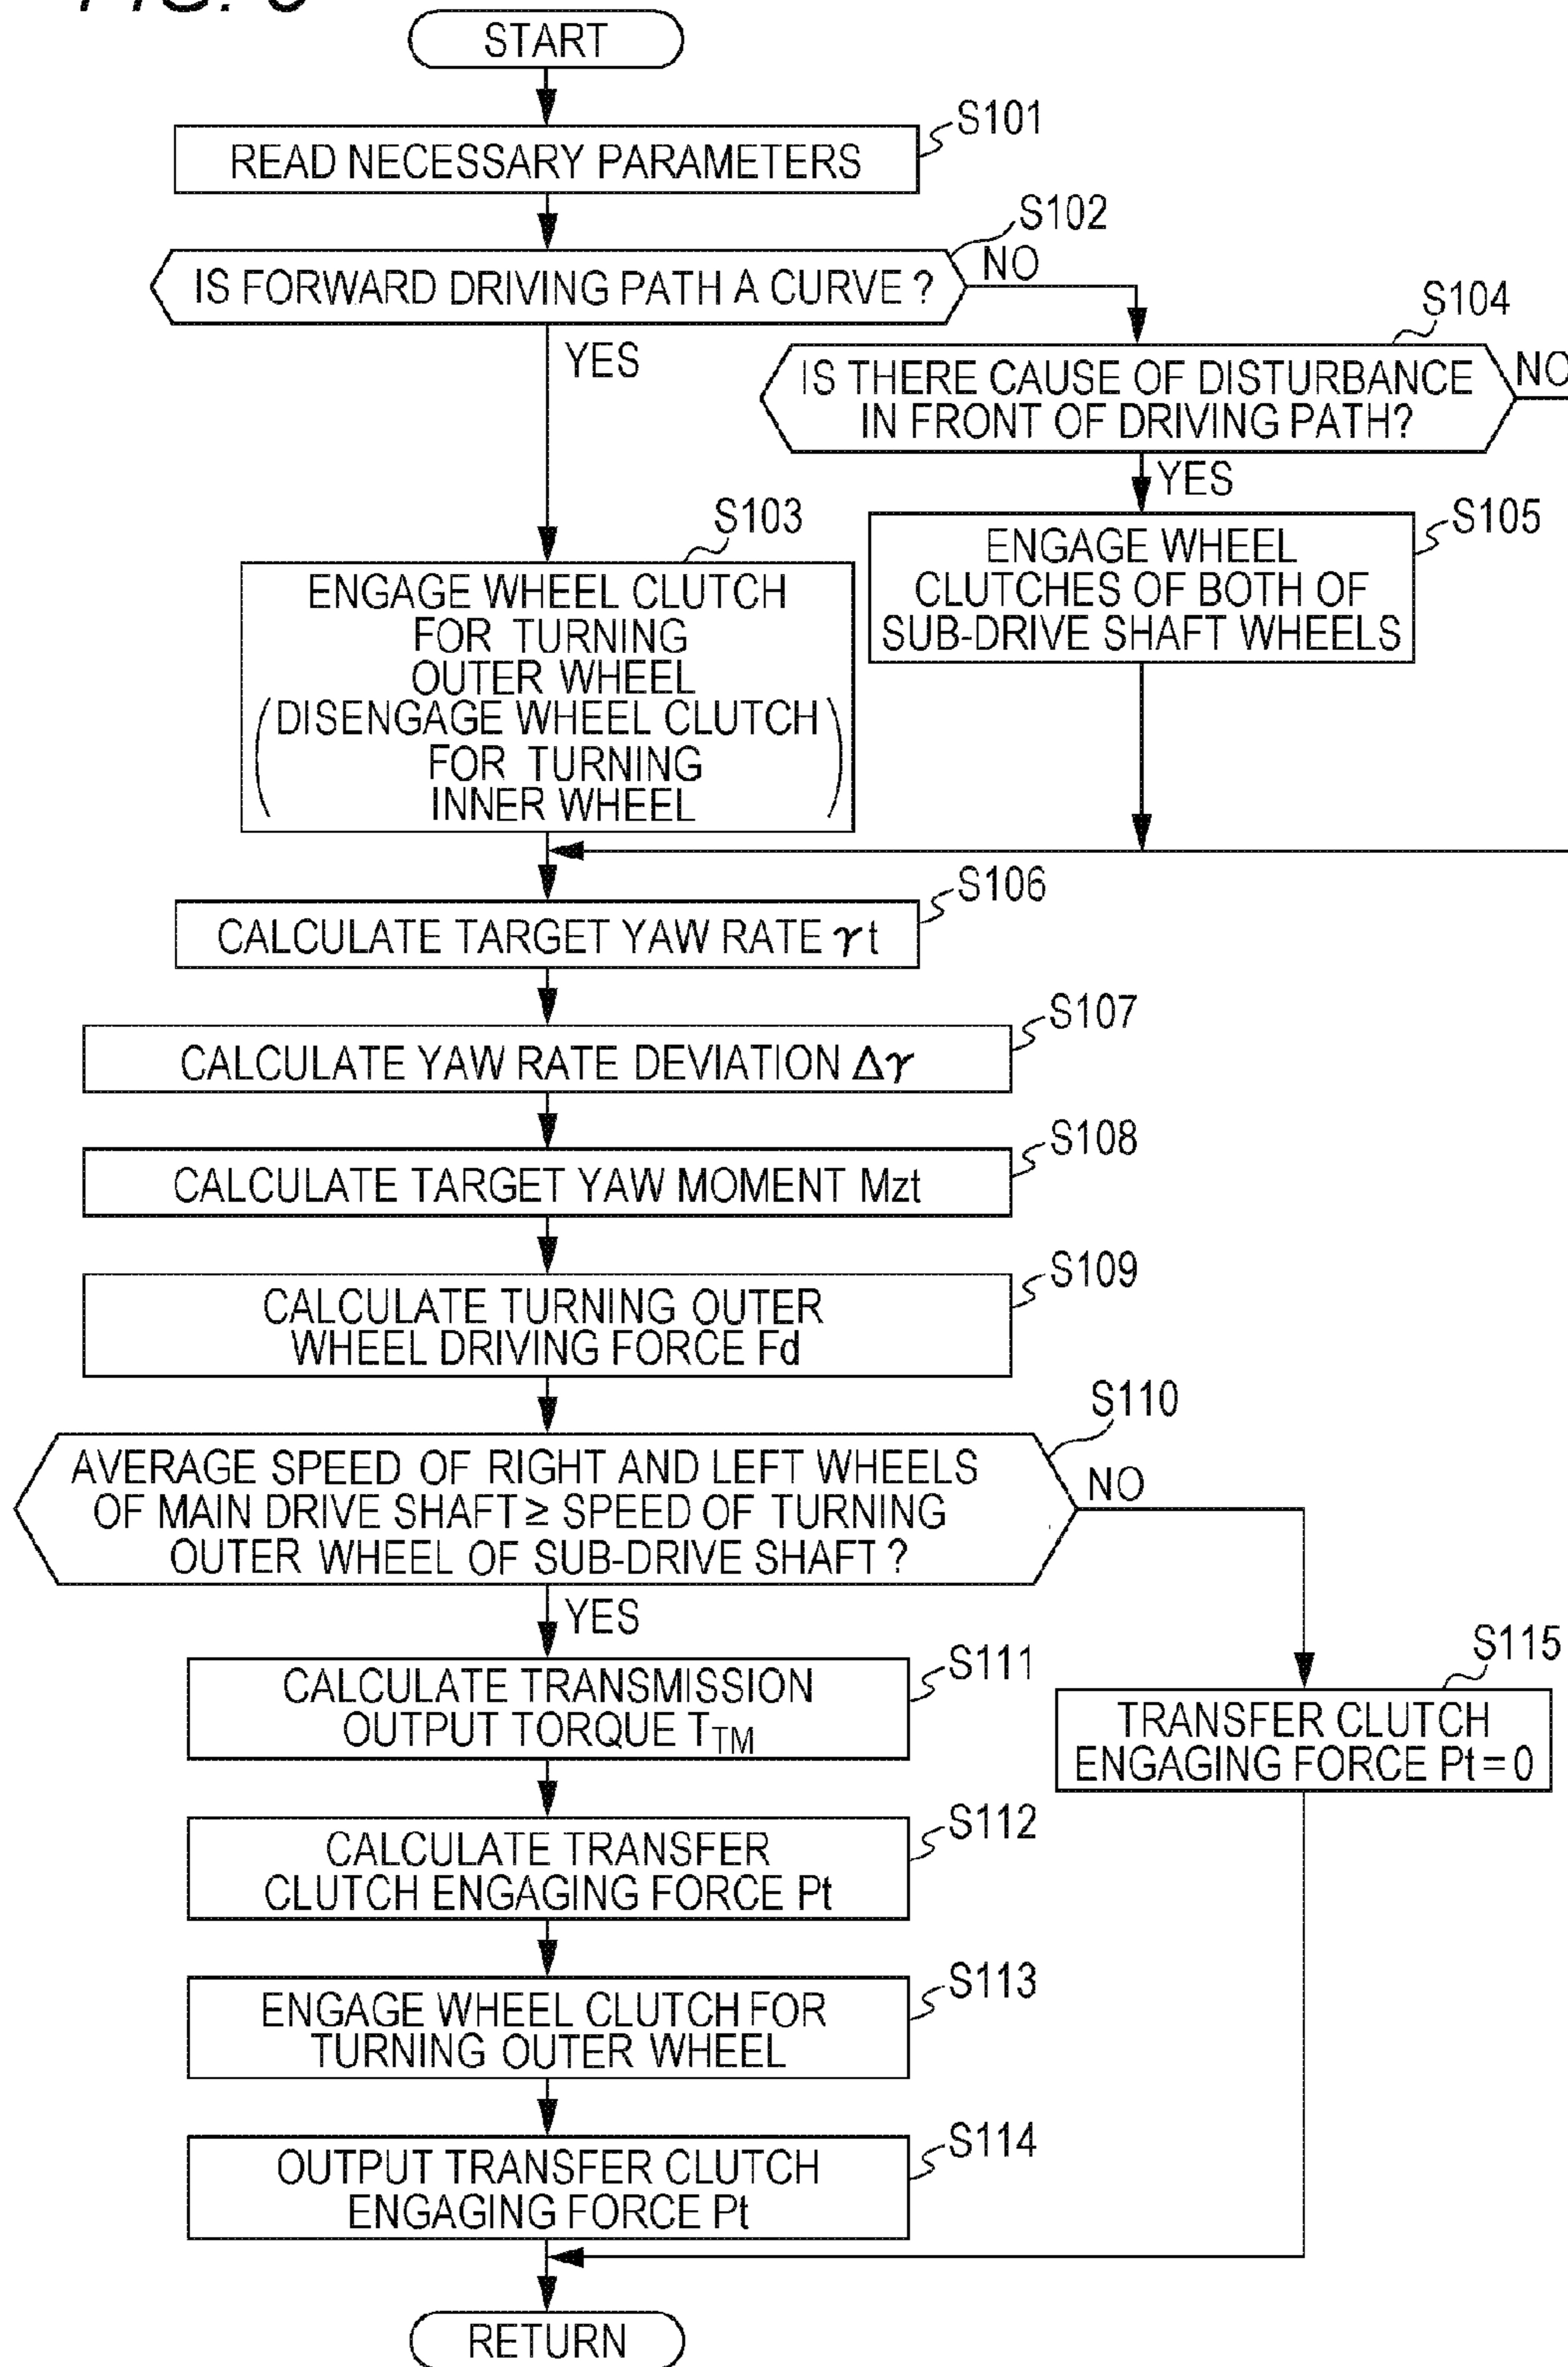 START
S101
READ NECESSARY PARAMETERS
S102
IS FORWARD DRIVING PATH A CURVE ?
NO
YES
S104
IS THERE CAUSE OF DISTURBANCE
IN FRONT OF DRIVING PATH?
NO
YES
S103
ENGAGE WHEEL CLUTCH
FOR TURNING
OUTER WHEEL
(DISENGAGE WHEEL CLUTCH
FOR TURNING
INNER WHEEL)
S105
ENGAGE WHEEL
CLUTCHES OF BOTH OF
SUB-DRIVE SHAFT WHEELS
S106
CALCULATE TARGET YAW RATE γt
S107
CALCULATE YAW RATE DEVIATION Δγ
S108
CALCULATE TARGET YAW MOMENT Mzt
S109
CALCULATE TURNING OUTER
WHEEL DRIVING FORCE Fd
S110
AVERAGE SPEED OF RIGHT AND LEFT WHEELS
OF MAIN DRIVE SHAFT ≥ SPEED OF TURNING
OUTER WHEEL OF SUB-DRIVE SHAFT ?
NO
YES
S111
CALCULATE TRANSMISSION
OUTPUT TORQUE TTM
S115
TRANSFER CLUTCH
ENGAGING FORCE Pt = 0
S112
CALCULATE TRANSFER
CLUTCH ENGAGING FORCE Pt
S113
ENGAGE WHEEL CLUTCH FOR
TURNING OUTER WHEEL
S114
OUTPUT TRANSFER CLUTCH
ENGAGING FORCE Pt
RETURN